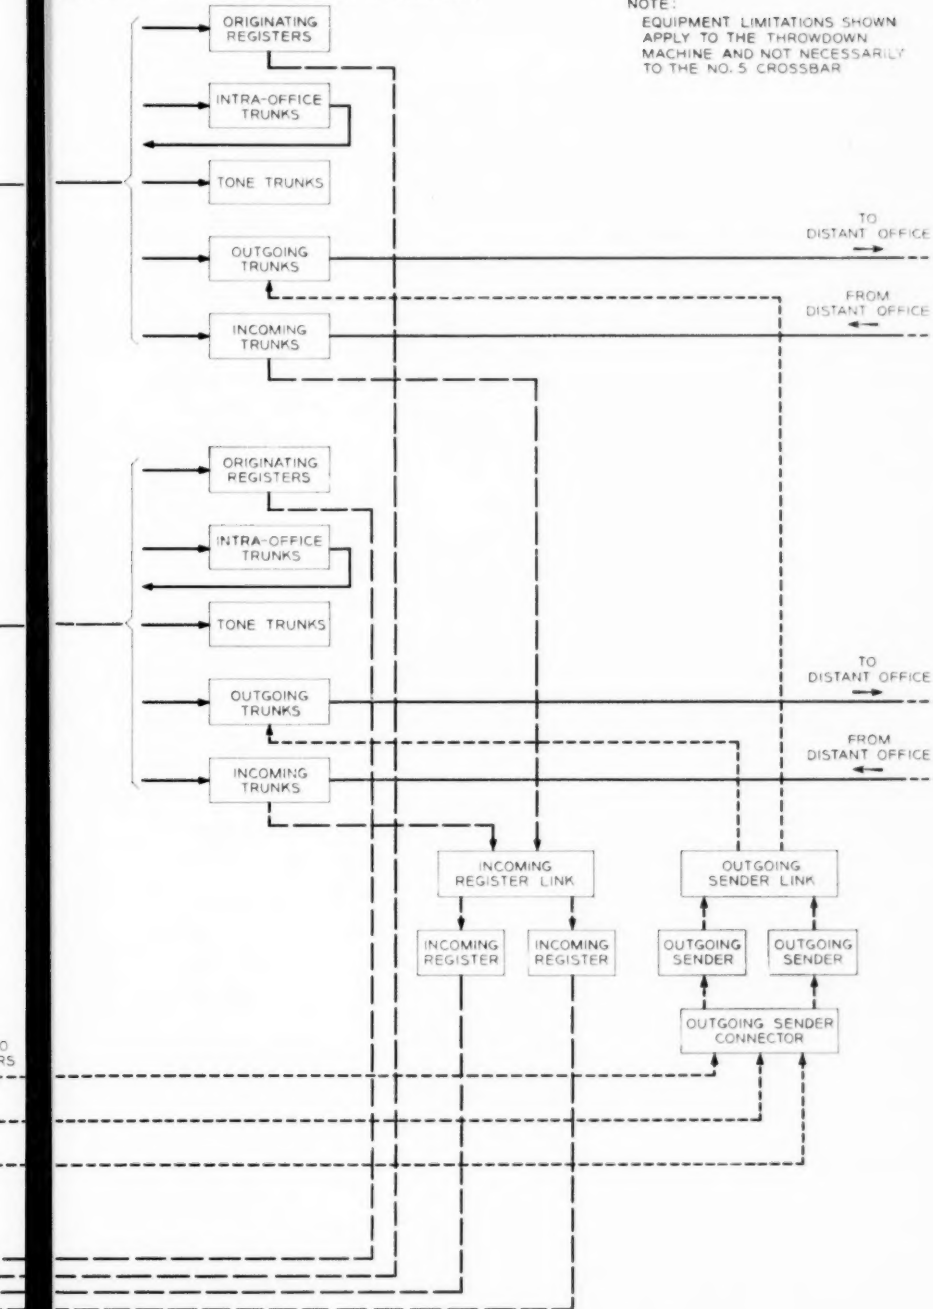 NOTE:
EQUIPMENT LIMITATIONS SHOWN
APPLY TO THE THROWDOWN
MACHINE AND NOT NECESSARILY
TO THE NO. 5 CROSSBAR
ORIGINATING
REGISTERS
INTRA-OFFICE
TRUNKS
TONE TRUNKS
OUTGOING
TRUNKS
TO
DISTANT OFFICE
INCOMING
TRUNKS
FROM
DISTANT OFFICE
ORIGINATING
REGISTERS
INTRA-OFFICE
TRUNKS
TONE TRUNKS
OUTGOING
TRUNKS
TO
DISTANT OFFICE
INCOMING
TRUNKS
FROM
DISTANT OFFICE
INCOMING
REGISTER LINK
OUTGOING
SENDER LINK
INCOMING
REGISTER
INCOMING
REGISTER
OUTGOING
SENDER
OUTGOING
SENDER
OUTGOING SENDER
CONNECTOR
O
RS